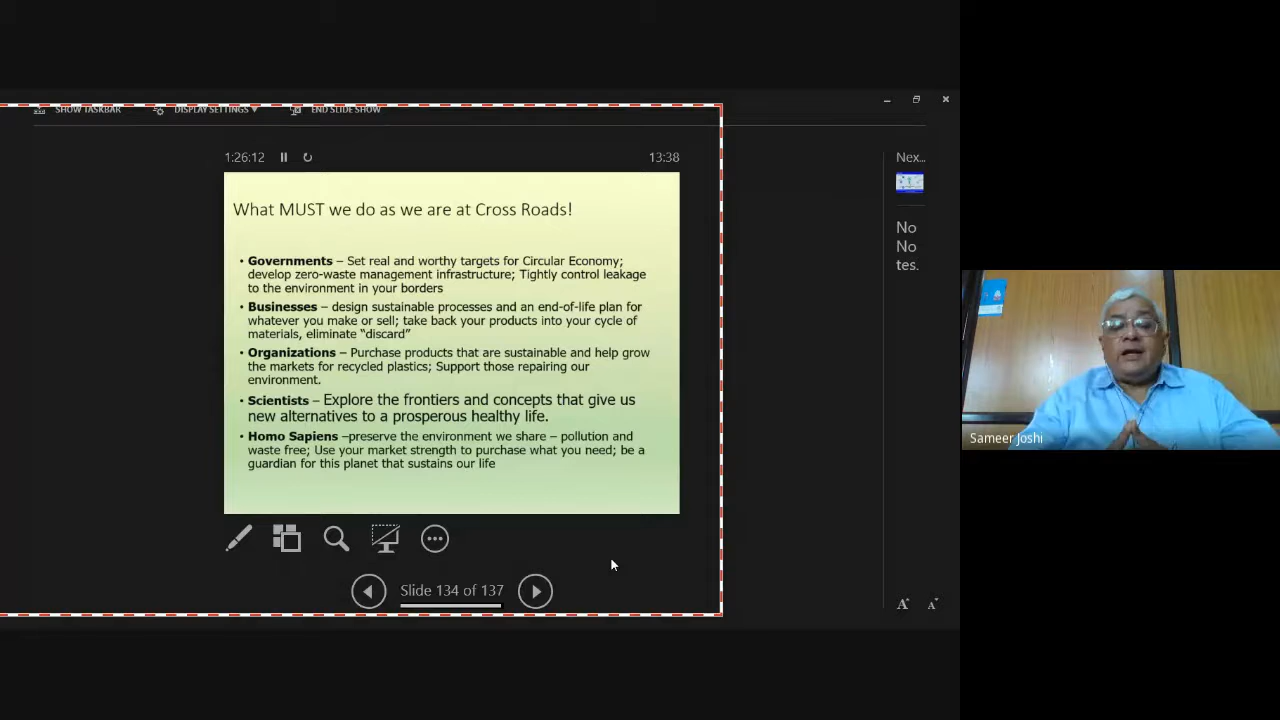 SHOW TASKBAR
DISPLAY SETTINGS
END SLIDE SHOW
1:26:12
13:38
What MUST we do as we are at Cross Roads!
• Governments – Set real and worthy targets for Circular Economy;
develop zero-waste management infrastructure; Tightly control leakage
to the environment in your borders
• Businesses – design sustainable processes and an end-of-life plan for
whatever you make or sell; take back your products into your cycle of
materials, eliminate “discard”
• Organizations – Purchase products that are sustainable and help grow
the markets for recycled plastics; Support those repairing our
environment.
• Scientists – Explore the frontiers and concepts that give us
new alternatives to a prosperous healthy life.
• Homo Sapiens –preserve the environment we share – pollution and
waste free; Use your market strength to purchase what you need; be a
guardian for this planet that sustains our life
Slide 134 of 137
Nex...
No
No
tes.
A A
Sameer Joshi